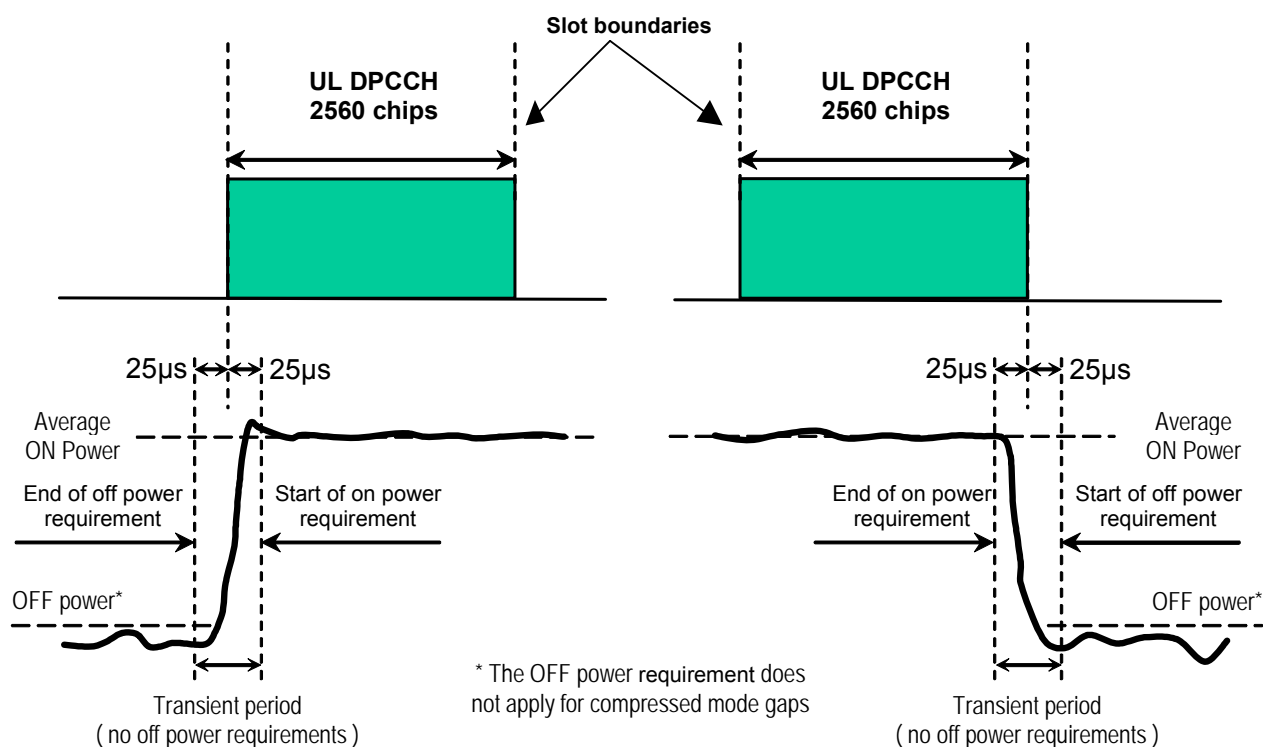 Slot boundaries
UL DPCCH
2560 chips
UL DPCCH
2560 chips
25µs
25µs
25µs
25µs
Average
ON Power
Average
ON Power
End of off power
requirement
Start of on power
requirement
End of on power
requirement
Start of off power
requirement
OFF power*
OFF power*
* The OFF power requirement does
not apply for compressed mode gaps
Transient period
( no off power requirements )
Transient period
( no off power requirements )